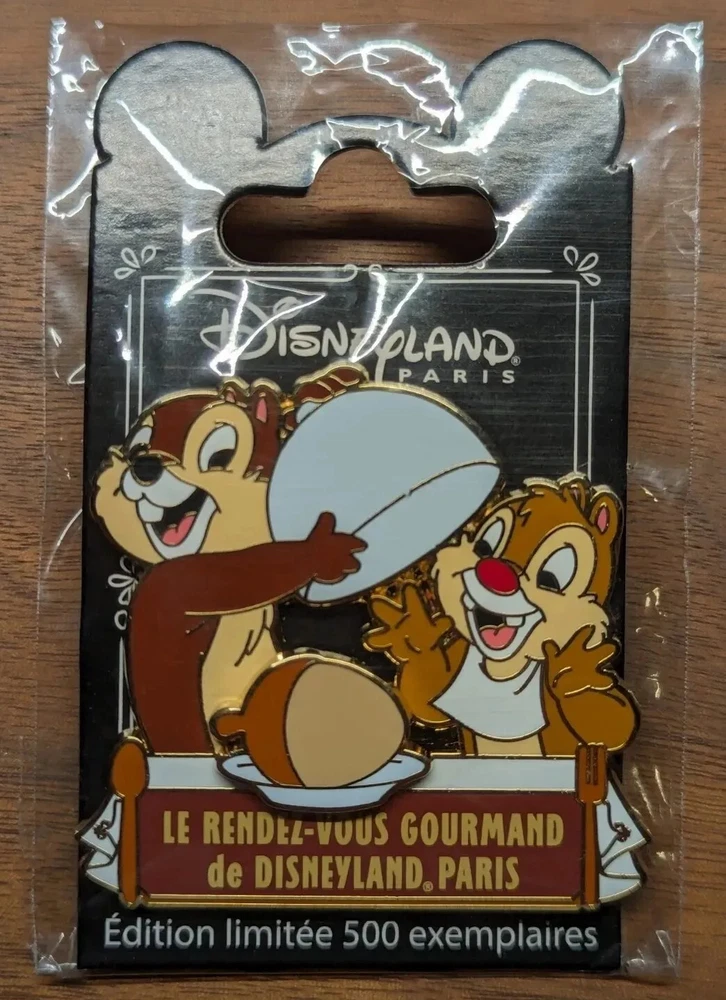 DISNEYLAND®
PARIS
LE RENDEZ-VOUS GOURMAND
de DISNEYLAND® PARIS
Édition limitée 500 exemplaires